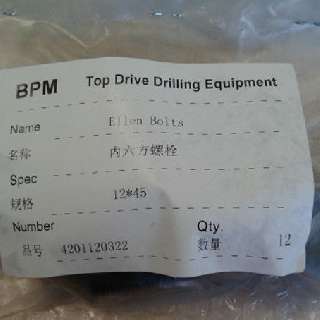 BPM Top Drive Drilling Equipment
Name Ellen Bolts
名称 内六方螺栓
Spec
规格 12*45
Number Qty.
品号 4201120322 数量 12